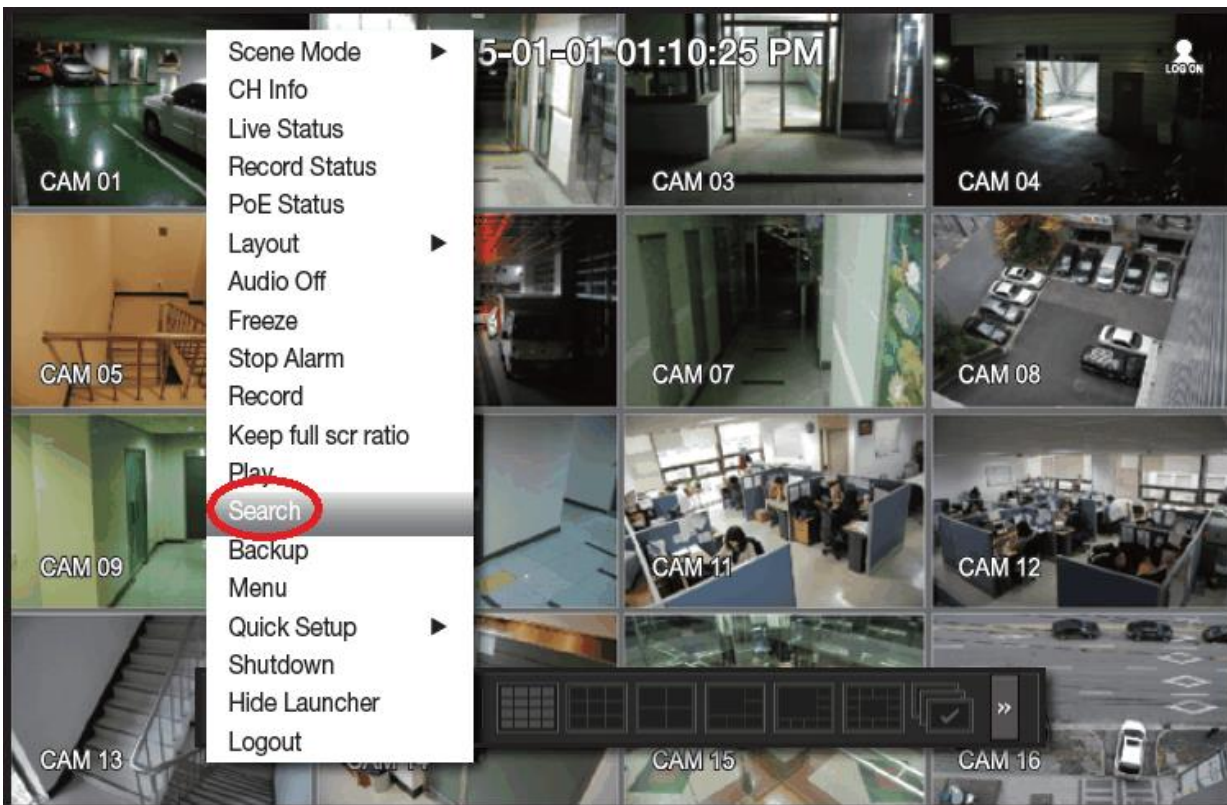 5-01-01 01:10:25 PM
LOG ON
Scene Mode
CH Info
Live Status
Record Status
PoE Status
Layout
Audio Off
Freeze
Stop Alarm
Record
Keep full scr ratio
Play
Search
Backup
Menu
Quick Setup
Shutdown
Hide Launcher
Logout
CAM 01
CAM 03
CAM 04
CAM 05
CAM 07
CAM 08
CAM 09
CAM 11
CAM 12
CAM 13
CAM 15
CAM 16